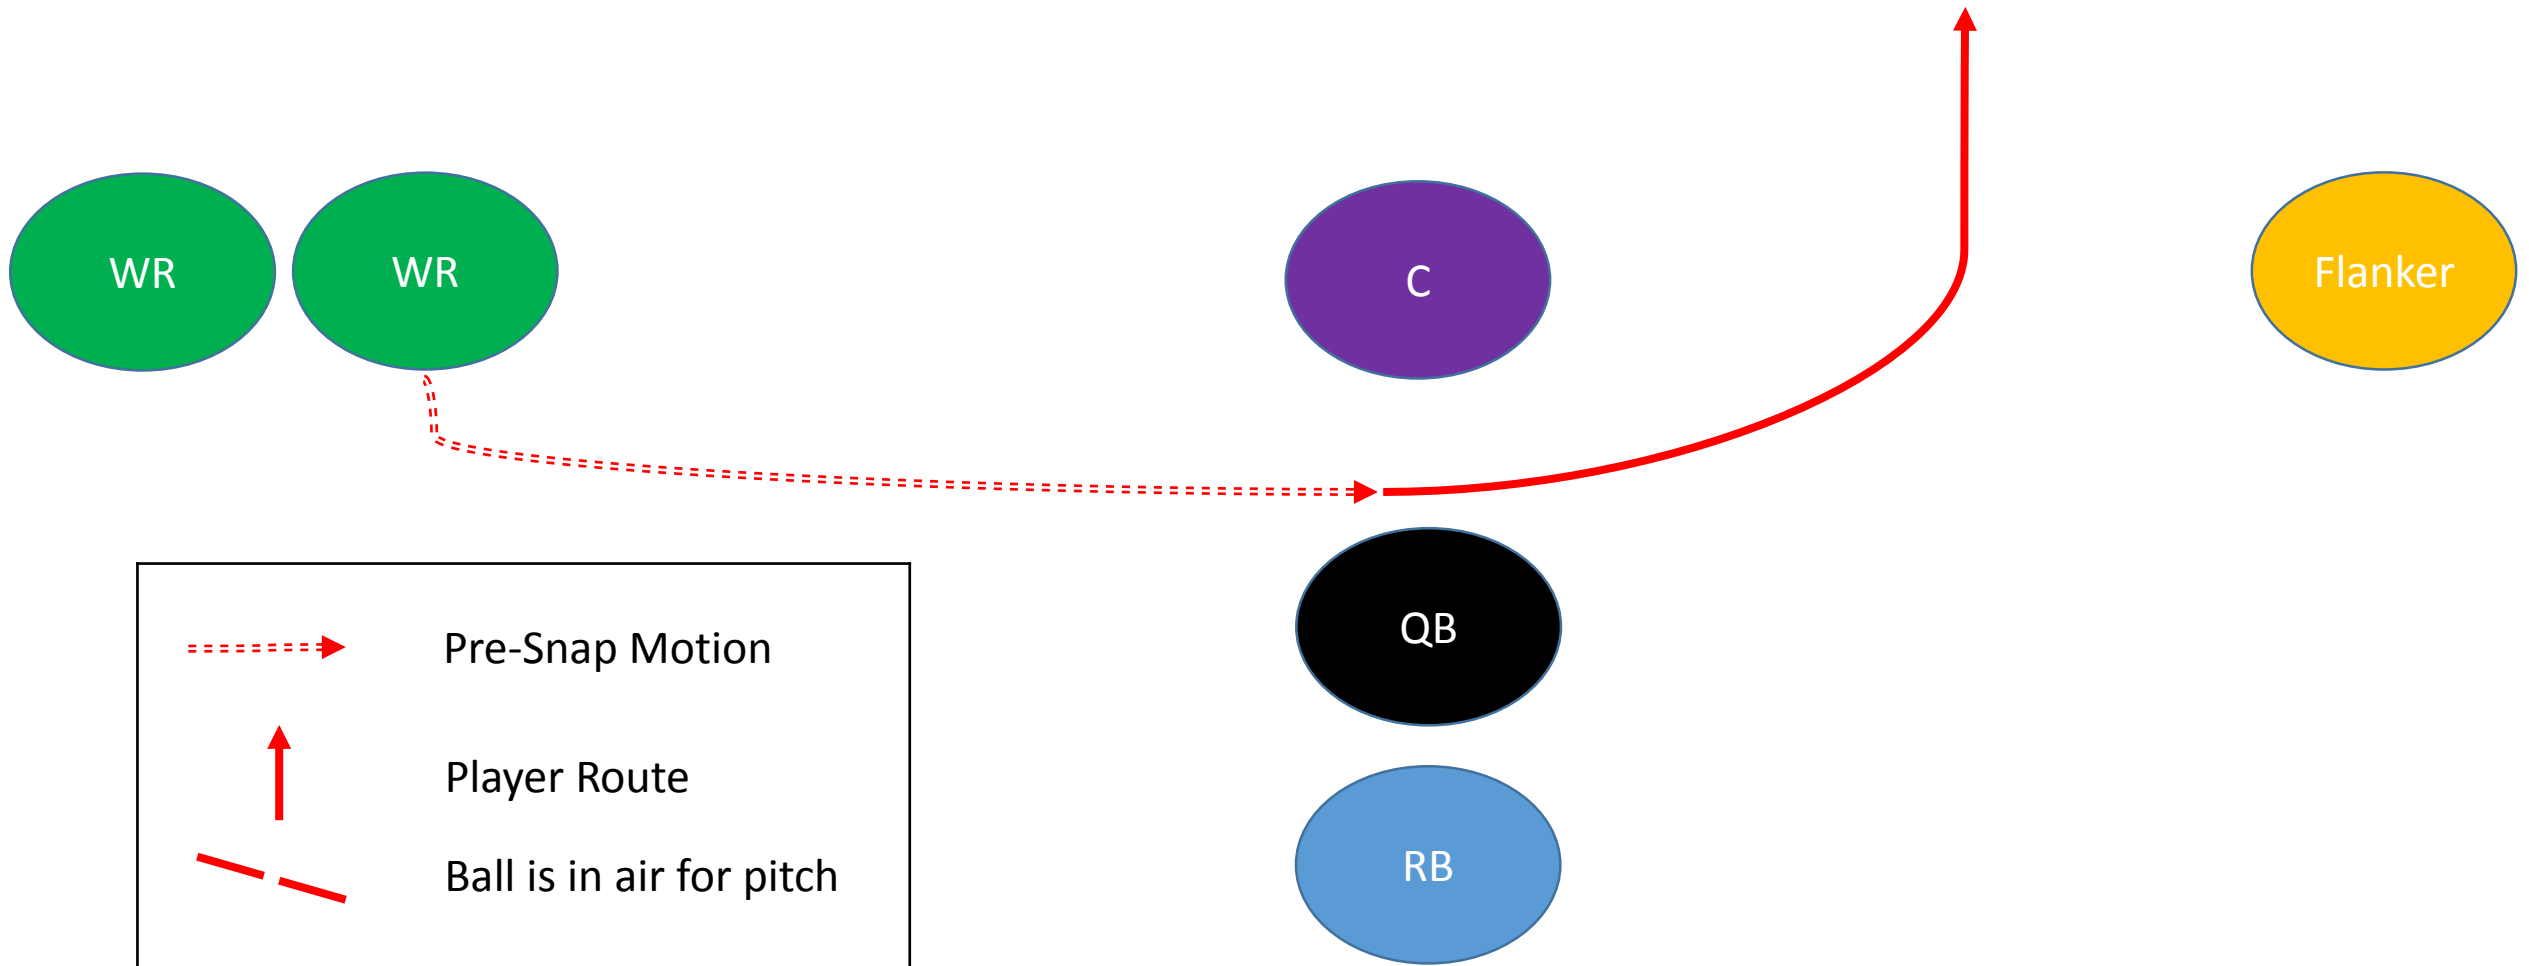 WR
WR
C
Flanker
QB
RB
Pre-Snap Motion
Player Route
Ball is in air for pitch